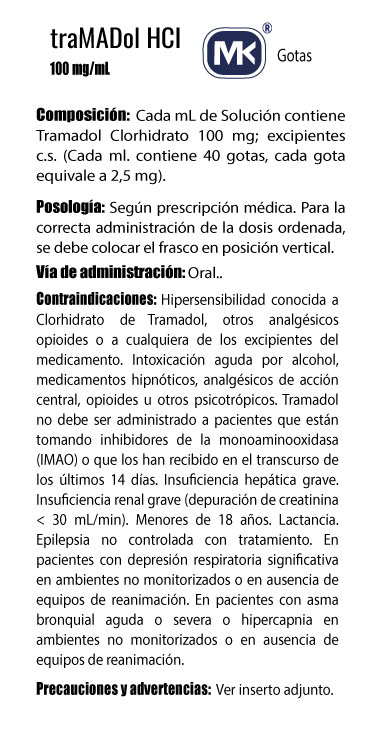 traMADol HCl
100 mg/mL
MK®
Gotas
Composición: Cada mL de Solución contiene
Tramadol Clorhidrato 100 mg; excipientes
c.s. (Cada ml. contiene 40 gotas, cada gota
equivale a 2,5 mg).
Posología: Según prescripción médica. Para la
correcta administración de la dosis ordenada,
se debe colocar el frasco en posición vertical.
Vía de administración: Oral..
Contraindicaciones: Hipersensibilidad conocida a
Clorhidrato de Tramadol, otros analgésicos
opioides o a cualquiera de los excipientes del
medicamento. Intoxicación aguda por alcohol,
medicamentos hipnóticos, analgésicos de acción
central, opioides u otros psicotrópicos. Tramadol
no debe ser administrado a pacientes que están
tomando inhibidores de la monoaminooxidasa
(IMAO) o que los han recibido en el transcurso de
los últimos 14 días. Insuficiencia hepática grave.
Insuficiencia renal grave (depuración de creatinina
< 30 mL/min). Menores de 18 años. Lactancia.
Epilepsia no controlada con tratamiento. En
pacientes con depresión respiratoria significativa
en ambientes no monitorizados o en ausencia de
equipos de reanimación. En pacientes con asma
bronquial aguda o severa o hipercapnia en
ambientes no monitorizados o en ausencia de
equipos de reanimación.
Precauciones y advertencias: Ver inserto adjunto.